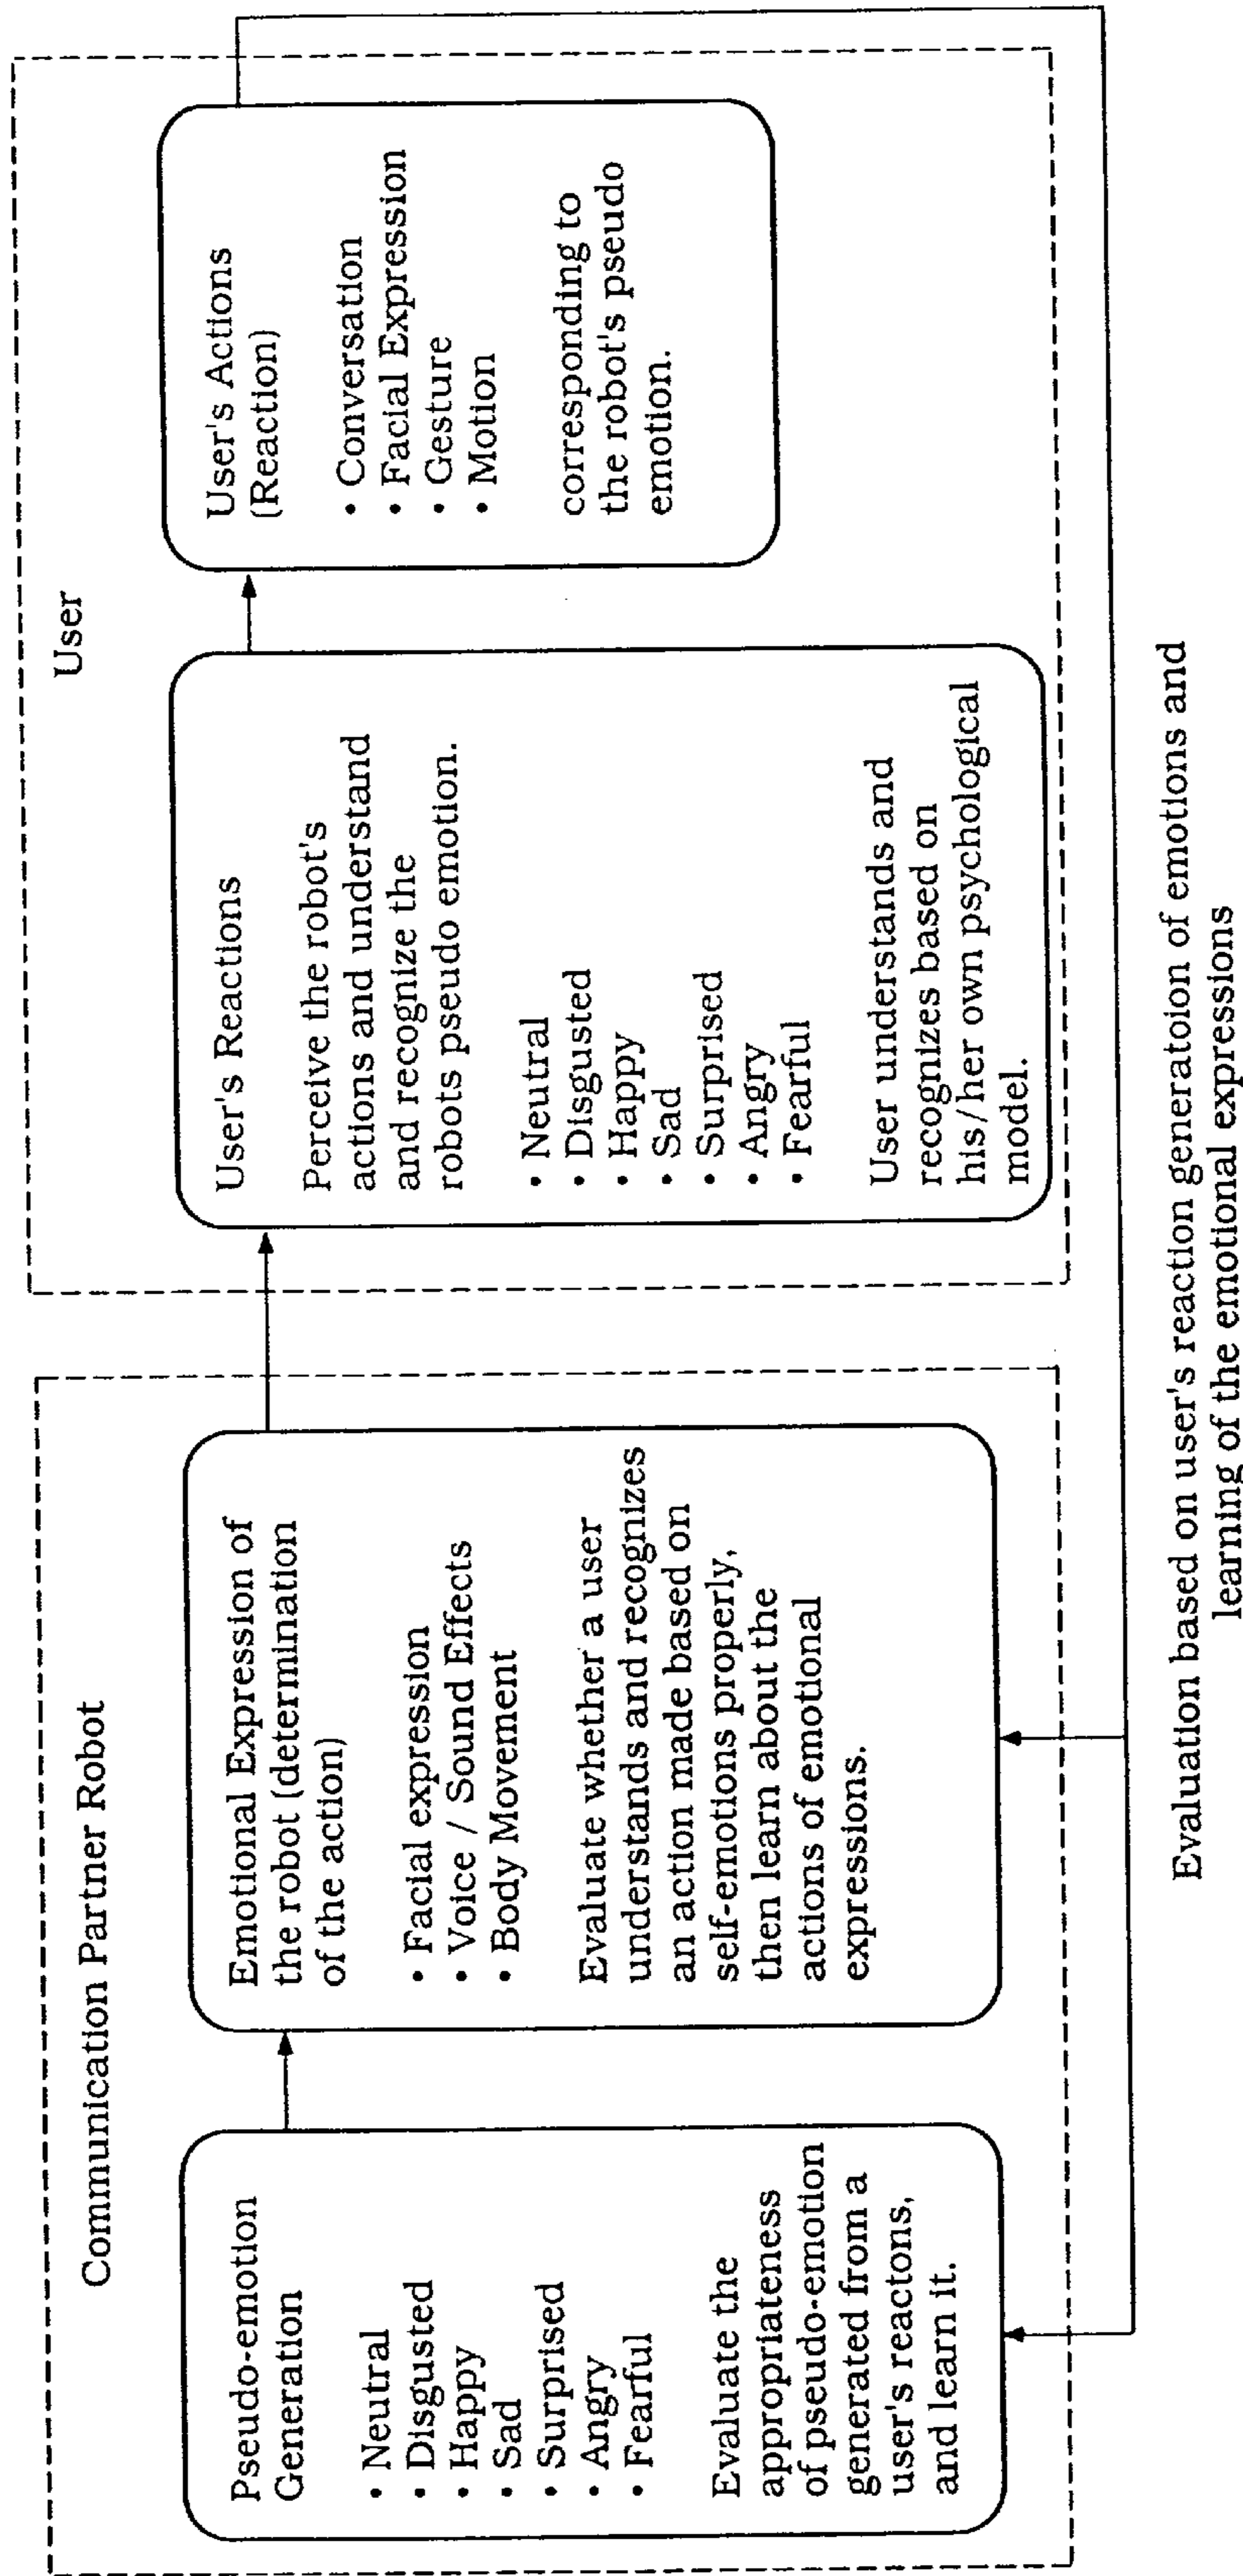 Communication Partner Robot
Pseudo-emotion
Generation
• Neutral
• Disgusted
• Happy
• Sad
• Surprised
• Angry
• Fearful
Evaluate the
appropriateness
of pseudo-emotion
generated from a
user's reactons,
and learn it.
Emotional Expression of
the robot (determination
of the action)
• Facial expression
• Voice / Sound Effects
• Body Movement
Evaluate whether a user
understands and recognizes
an action made based on
self-emotions properly,
then learn about the
actions of emotional
expressions.
User
User's Reactions
Perceive the robot's
actions and understand
and recognize the
robots pseudo emotion.
• Neutral
• Disgusted
• Happy
• Sad
• Surprised
• Angry
• Fearful
User understands and
recognizes based on
his/her own psychological
model.
User's Actions
(Reaction)
• Conversation
• Facial Expression
• Gesture
• Motion
corresponding to
the robot's pseudo
emotion.
Evaluation based on user's reaction generatoion of emotions and
learning of the emotional expressions